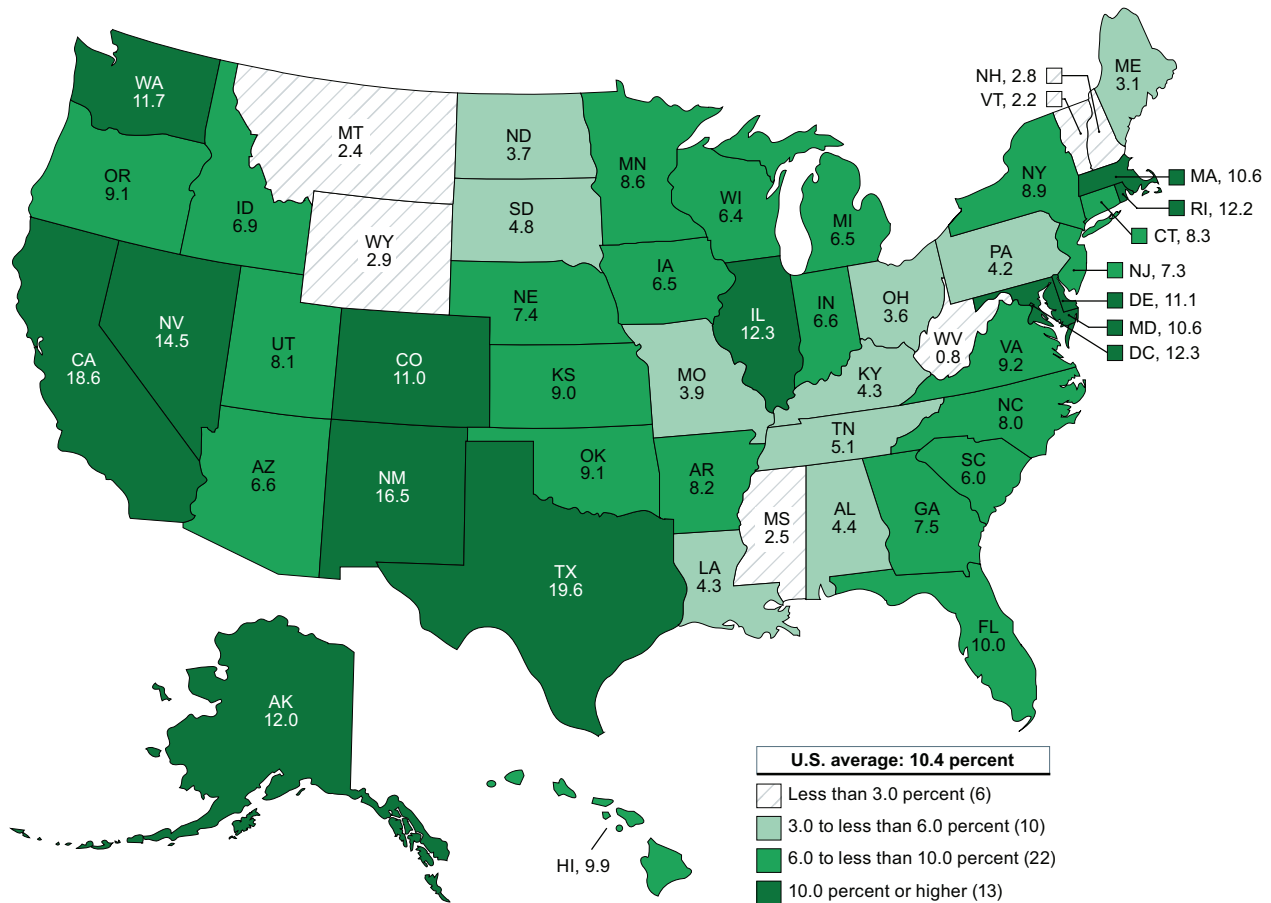 WA
11.7
OR
9.1
CA
18.6
NV
14.5
ID
6.9
MT
2.4
WY
2.9
UT
8.1
AZ
6.6
CO
11.0
NM
16.5
ND
3.7
SD
4.8
NE
7.4
KS
9.0
OK
9.1
TX
19.6
MN
8.6
IA
6.5
MO
3.9
AR
8.2
LA
4.3
WI
6.4
IL
12.3
MI
6.5
IN
6.6
OH
3.6
KY
4.3
TN
5.1
MS
2.5
AL
4.4
GA
7.5
FL
10.0
SC
6.0
NC
8.0
VA
9.2
WV
0.8
PA
4.2
NY
8.9
ME
3.1
NH, 2.8
VT, 2.2
MA, 10.6
RI, 12.2
CT, 8.3
NJ, 7.3
DE, 11.1
MD, 10.6
DC, 12.3
AK
12.0
HI, 9.9
U.S. average: 10.4 percent
Less than 3.0 percent (6)
3.0 to less than 6.0 percent (10)
6.0 to less than 10.0 percent (22)
10.0 percent or higher (13)